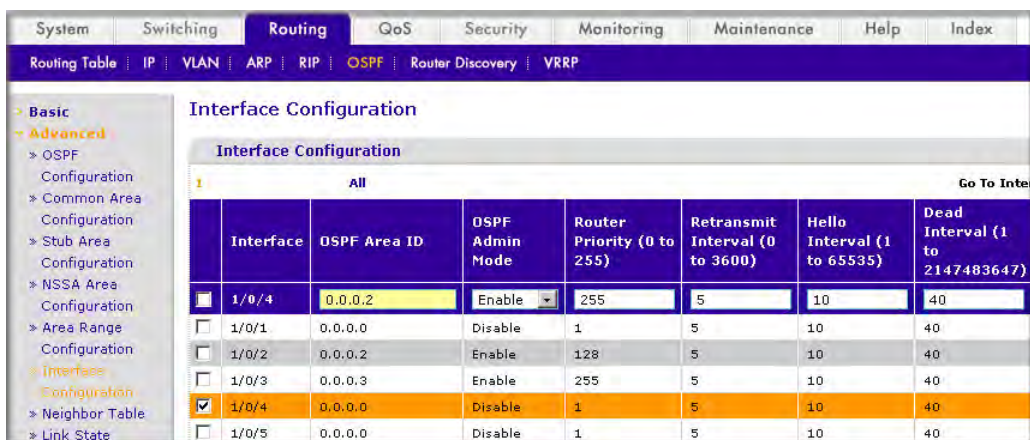 System Switching Routing QoS Security Monitoring Maintenance Help Index
Routing Table IP VLAN ARP RIP OSPF Router Discovery VRRP
Basic
Advanced
» OSPF
Configuration
» Common Area
Configuration
» Stub Area
Configuration
» NSSA Area
Configuration
» Area Range
Configuration
» Interface
Configuration
» Neighbor Table
» Link State
Interface Configuration
Interface Configuration
1 All Go To Inte
Interface OSPF Area ID OSPF Admin Mode Router Priority (0 to 255) Retransmit Interval (0 to 3600) Hello Interval (1 to 65535) Dead Interval (1 to 2147483647)
1/0/4 0.0.0.2 Enable 255 5 10 40
1/0/1 0.0.0.0 Disable 1 5 10 40
1/0/2 0.0.0.2 Enable 128 5 10 40
1/0/3 0.0.0.3 Enable 255 5 10 40
1/0/4 0.0.0.0 Disable 1 5 10 40
1/0/5 0.0.0.0 Disable 1 5 10 40